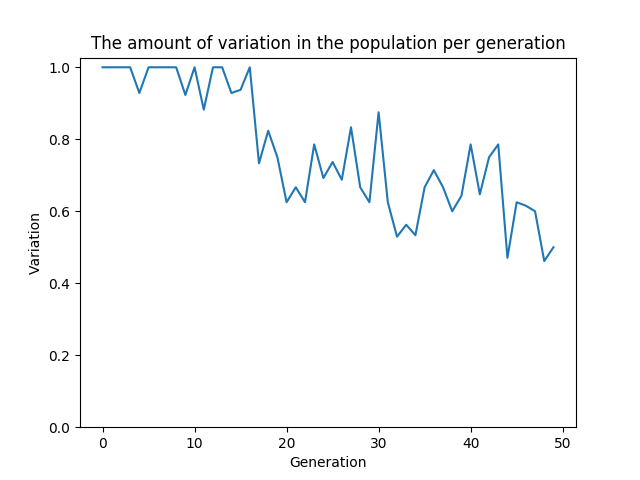 The amount of variation in the population per generation
1.0
0.8
0.6
0.4
0.2
0.0
Variation
0 10 20 30 40 50
Generation